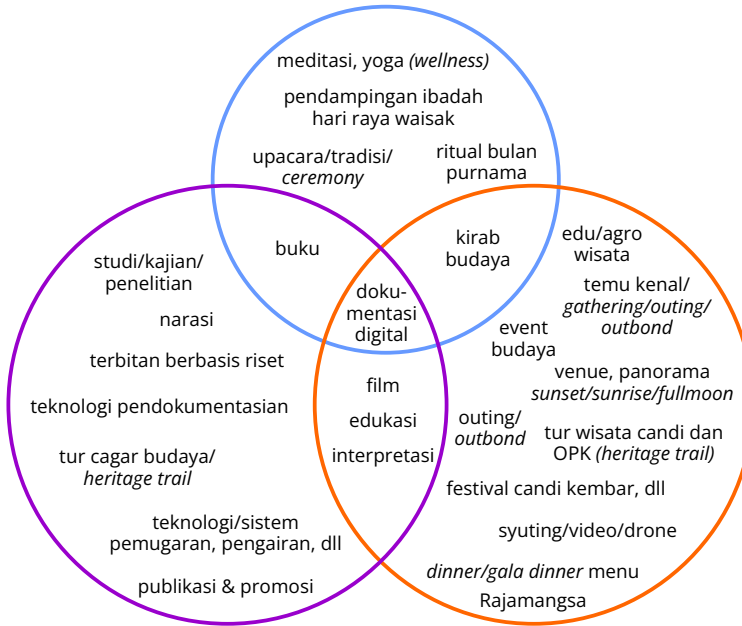 meditasi, yoga (wellness)
pendampingan ibadah
hari raya waisak
upacara/tradisi/
ceremony
ritual bulan
purnama
buku
kirab
budaya
doku-
mentasi
digital
studi/kajian/
penelitian
narasi
terbitan berbasis riset
teknologi pendokumentasian
tur cagar budaya/
heritage trail
teknologi/sistem
pemugaran, pengairan, dll
publikasi & promosi
film
edukasi
interpretasi
edu/agro
wisata
temu kenal/
gathering/outing/
outbond
event
budaya
venue, panorama
sunset/sunrise/fullmoon
outing/
outbond
tur wisata candi dan
OPK (heritage trail)
festival candi kembar, dll
syuting/video/drone
dinner/gala dinner menu
Rajamangsa